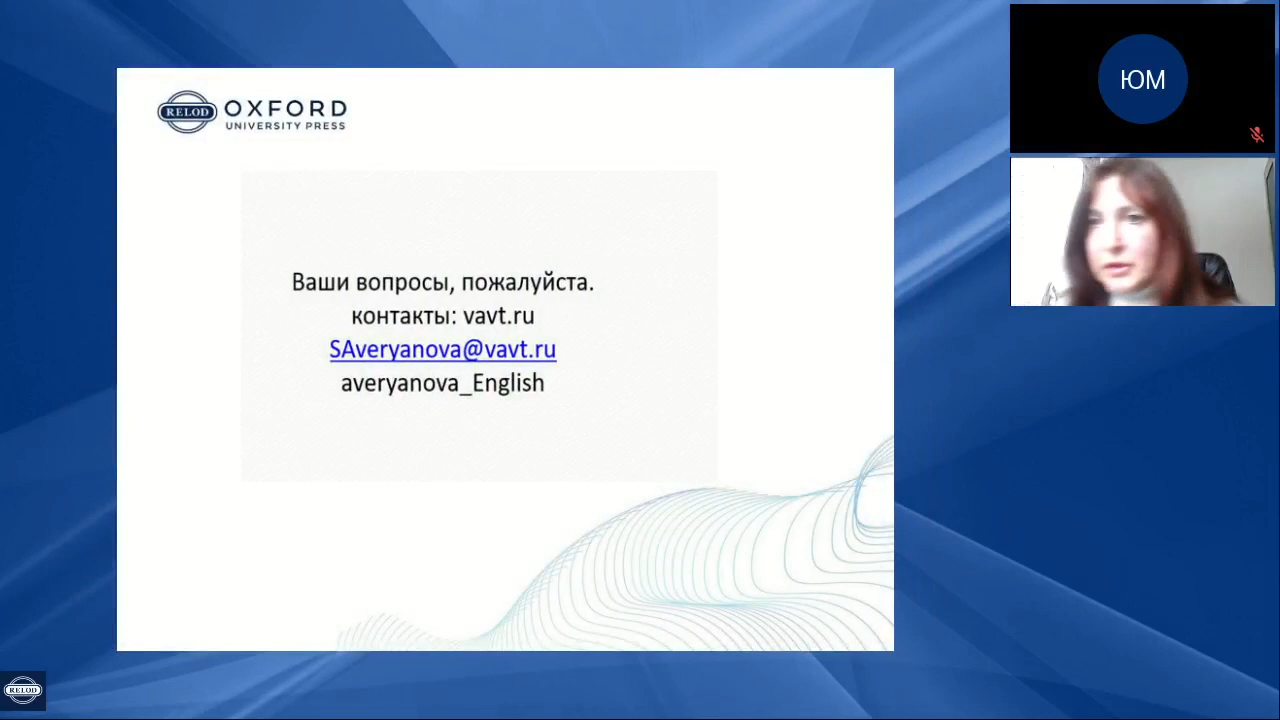 RELOD OXFORD
UNIVERSITY PRESS
Ваши вопросы, пожалуйста.
контакты: vavt.ru
SAveryanova@vavt.ru
averyanova_English
ЮМ
RELOD